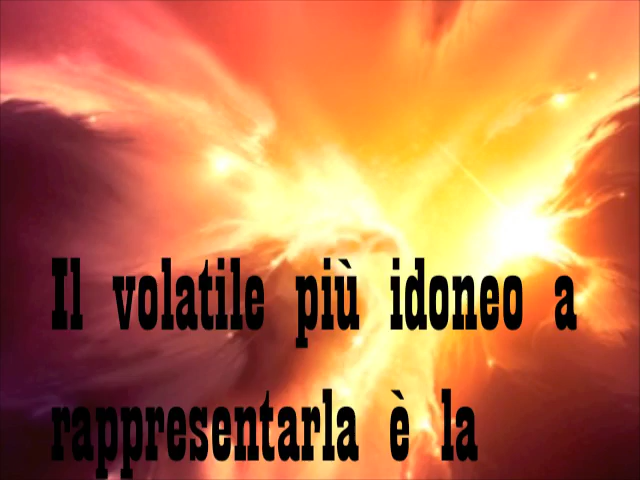 Il volatile più idoneo a
rappresentarla è la